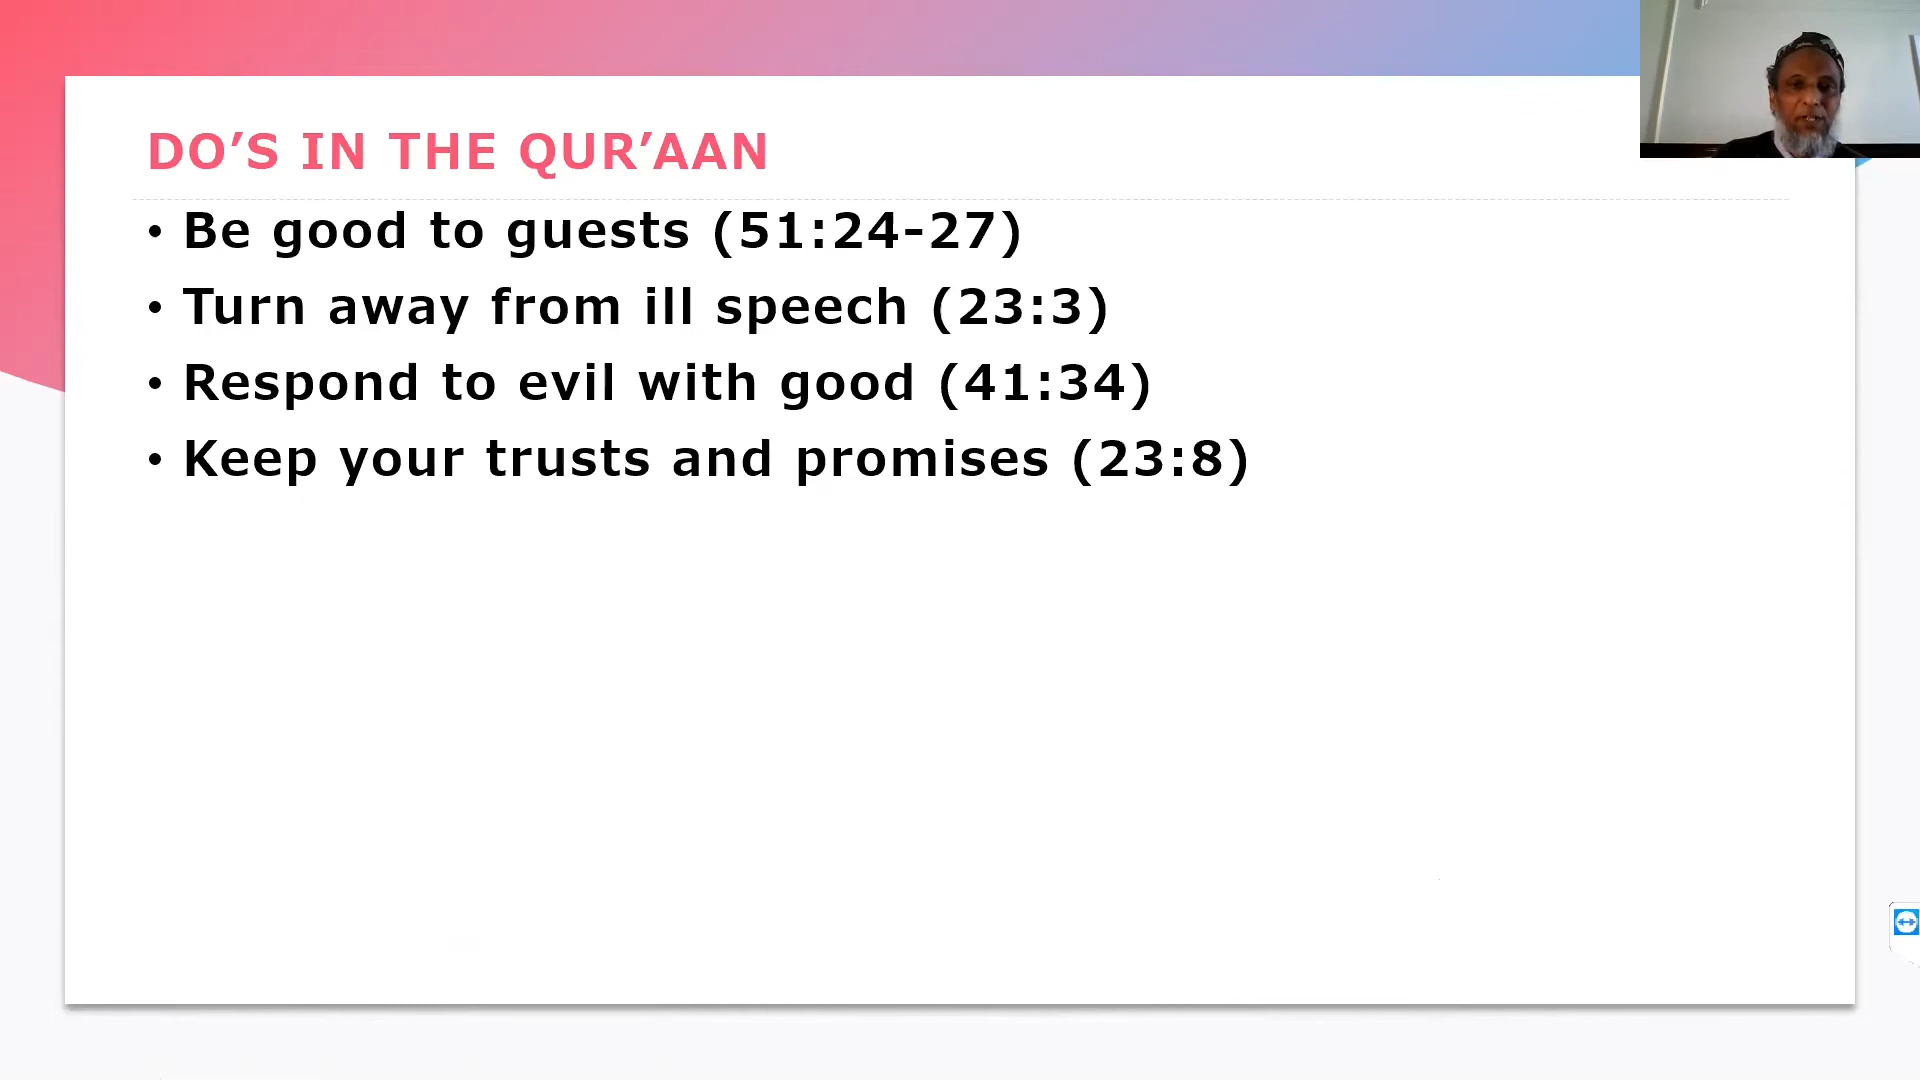 DO’S IN THE QUR’AAN
• Be good to guests (51:24-27)
• Turn away from ill speech (23:3)
• Respond to evil with good (41:34)
• Keep your trusts and promises (23:8)